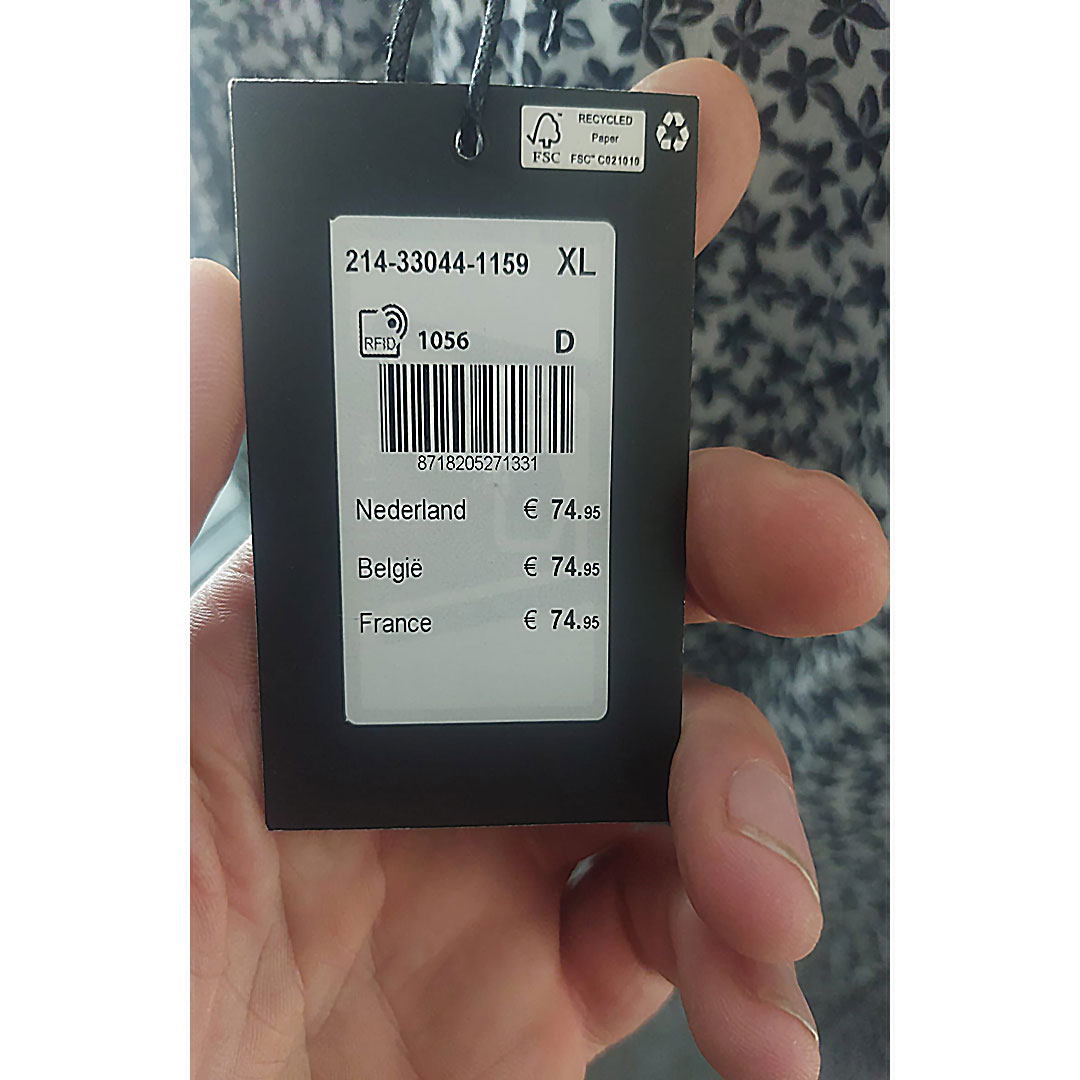 RECYCLED
Paper
FSC™ C021010
FSC
214-33044-1159 XL
RFID 1056 D
8718205271331
Nederland € 74.95
België € 74.95
France € 74.95